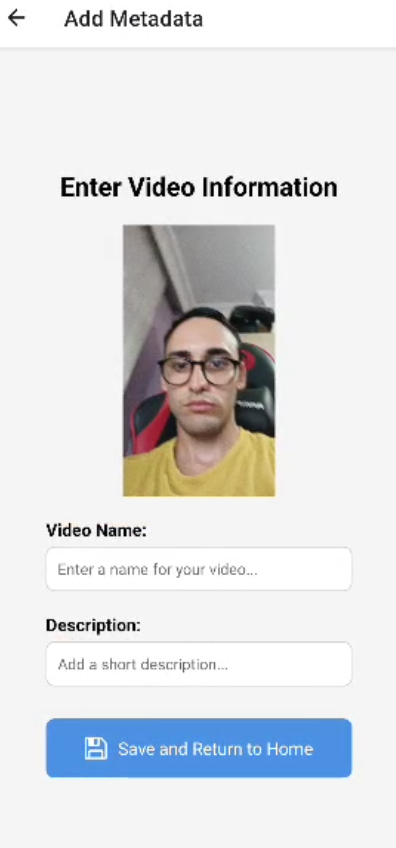 Add Metadata
Enter Video Information
Video Name:
Enter a name for your video...
Description:
Add a short description...
Save and Return to Home